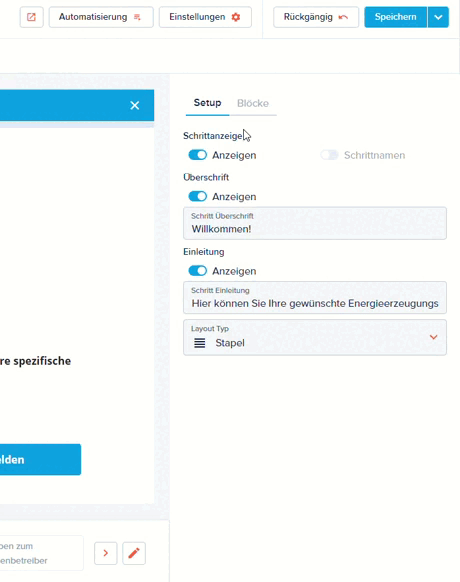 Automatisierung
Einstellungen
Rückgängig
Speichern
Setup
Blöcke
Schrittanzeige
Anzeigen
Schrittnamen
Überschrift
Anzeigen
Schritt Überschrift
Willkommen!
Einleitung
Anzeigen
Schritt Einleitung
Hier können Sie Ihre gewünschte Energieerzeugungs
Layout Typ
Stapel
re spezifische
lden
ben zum
enbetreiber